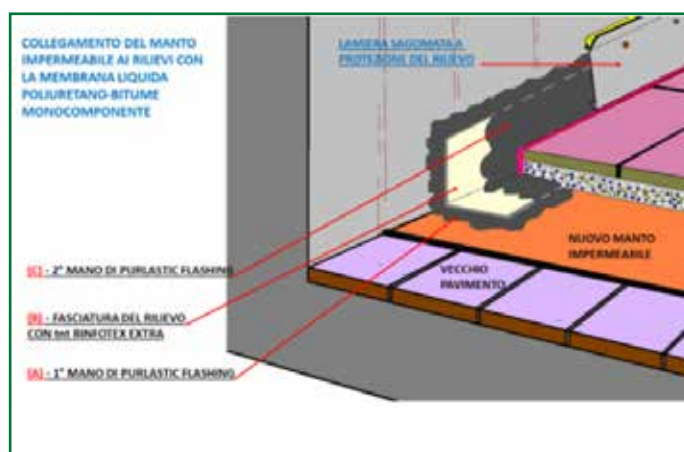 COLLEGAMENTO DEL MANTO
IMPERMEABILE AI RILIEVI CON
LA MEMBRANA LIQUIDA
POLIURETANO-BITUME
MONOCOMPONENTE
LAMIERA SAGOMATA A
PROTEZIONE DEL RILIEVO
NUOVO MANTO
IMPERMEABILE
VECCHIO
PAVIMENTO
(C) - 2° MANO DI PURLASTIC FLASHING
(B) - FASCIATURA DEL RILIEVO
CON tnt RINFOTEX EXTRA
(A) - 1° MANO DI PURLASTIC FLASHING